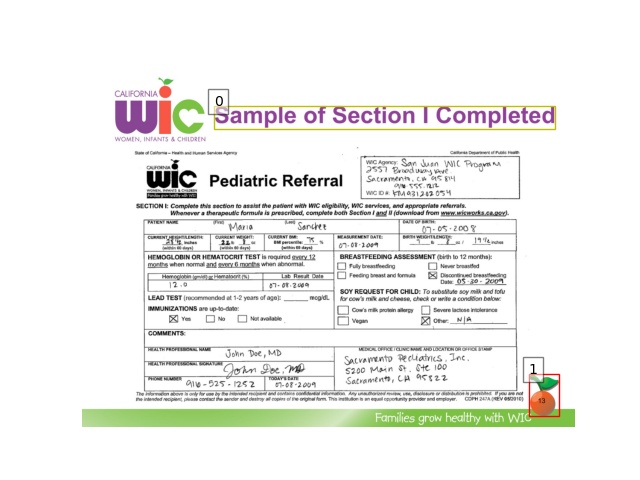 CALIFORNIA
WIC
WOMEN, INFANTS & CHILDREN
0
Sample of Section I Completed
State of California – Health and Human Services Agency
California Department of Public Health
CALIFORNIA
WIC
WOMEN, INFANTS & CHILDREN
Families grow healthy with WIC
Pediatric Referral
WIC Agency: San Juan WIC Program
2557 Broadway Ave
Sacramento, CA 95814
916 555.1212
WIC ID #:
SECTION I: Complete this section to assist the patient with WIC eligibility, WIC services, and appropriate referrals.
Whenever a therapeutic formula is prescribed, complete both Section I and II (download from www.wicworks.ca.gov).
PATIENT NAME (First) Maria (Last) Sanchez
DATE OF BIRTH: 07-05-2008
CURRENT HEIGHT/LENGTH: inches (within 60 days)
CURRENT WEIGHT: lb oz (within 60 days)
CURRENT BMI: BMI percentile: 75 % (within 60 days)
MEASUREMENT DATE: 07-08-2009
BIRTH WEIGHT/LENGTH: 7 lb 8 oz / 19 ½ inches
HEMOGLOBIN OR HEMATOCRIT TEST is required every 12
months when normal and every 6 months when abnormal.
Hemoglobin (gm/dl) or Hematocrit (%) Lab Result Date
12.0 07-08-2009
LEAD TEST (recommended at 1-2 years of age): mcg/dL
IMMUNIZATIONS are up-to-date:
Yes No Not available
BREASTFEEDING ASSESSMENT (birth to 12 months):
Fully breastfeeding Never breastfed
Feeding breast and formula Discontinued breastfeeding
Date: 05-30-2009
SOY REQUEST FOR CHILD: To substitute soy milk and tofu
for cow's milk and cheese, check or write a condition below:
Cow's milk protein allergy Severe lactose intolerance
Vegan Other: N/A
COMMENTS:
HEALTH PROFESSIONAL NAME John Doe, MD
HEALTH PROFESSIONAL SIGNATURE John Doe, MD
PHONE NUMBER 916-525-1252 TODAY'S DATE 07-08-2009
MEDICAL OFFICE / CLINIC NAME AND LOCATION OR OFFICE STAMP
Sacramento Pediatrics, Inc.
5200 Main St. Ste 100
Sacramento, CA 95822
The information above is only for use by the intended recipient and contains confidential information. Any unauthorized review, use, disclosure or distribution is prohibited. If you are not
the intended recipient, please contact the sender and destroy all copies of the original form. This institution is an equal opportunity provider and employer. CDPH 247A (REV 05/2010)
1
13
Families grow healthy with WIC